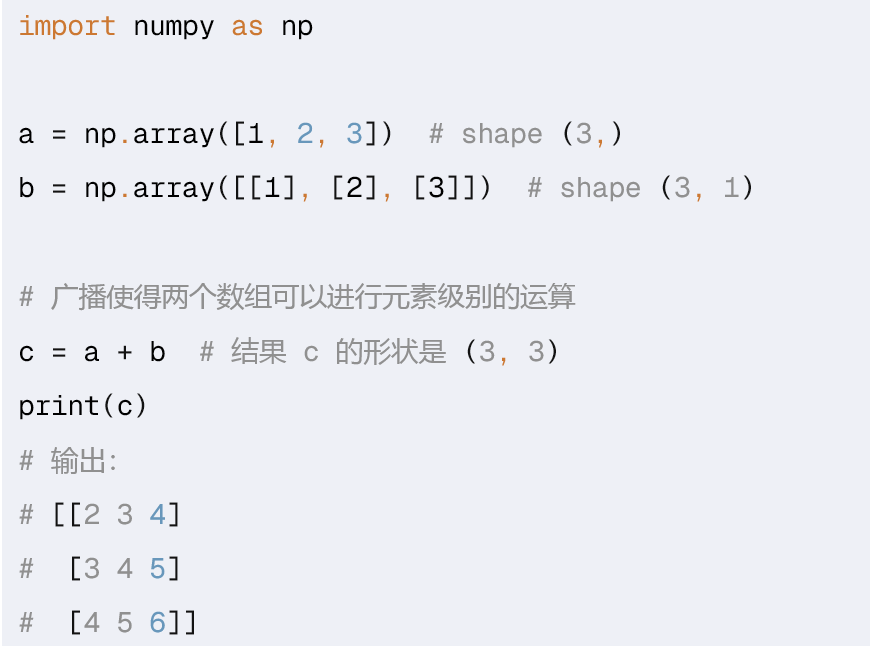 import numpy as np
a = np.array([1, 2, 3])  # shape (3,)
b = np.array([[1], [2], [3]])  # shape (3, 1)
# 广播使得两个数组可以进行元素级别的运算
c = a + b  # 结果 c 的形状是 (3, 3)
print(c)
# 输出：
# [[2 3 4]
#  [3 4 5]
#  [4 5 6]]